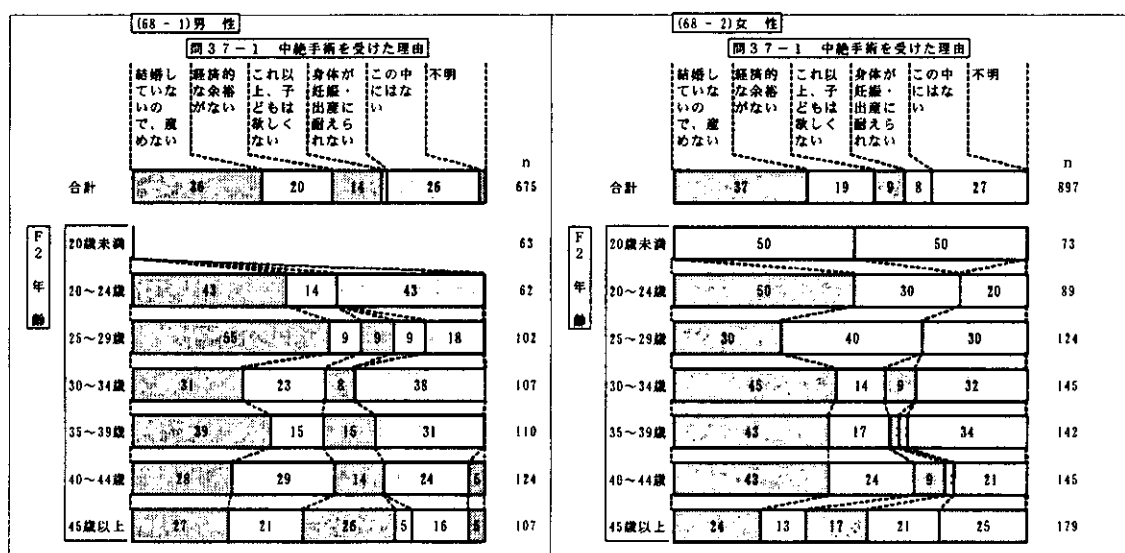 (68-1)男 性
問37-1 中絶手術を受けた理由
結婚していないので、産めない
経済的な余裕がない
これ以上、子どもは欲しくない
身体が妊娠・出産に耐えられない
この中にはない
不明
n
合計 36 20 14 26 675
F2 年齢
20歳未満 63
20~24歳 43 14 43 62
25~29歳 55 9 9 9 18 102
30~34歳 31 23 8 38 107
35~39歳 39 15 15 31 110
40~44歳 28 29 14 24 5 124
45歳以上 27 21 26 5 16 5 107
(68-2)女 性
問37-1 中絶手術を受けた理由
結婚していないので、産めない
経済的な余裕がない
これ以上、子どもは欲しくない
身体が妊娠・出産に耐えられない
この中にはない
不明
n
合計 37 19 9 8 27 897
F2 年齢
20歳未満 50 50 73
20~24歳 50 30 20 89
25~29歳 30 40 30 124
30~34歳 45 14 9 32 145
35~39歳 43 17 34 142
40~44歳 43 24 9 21 145
45歳以上 24 13 17 21 25 179